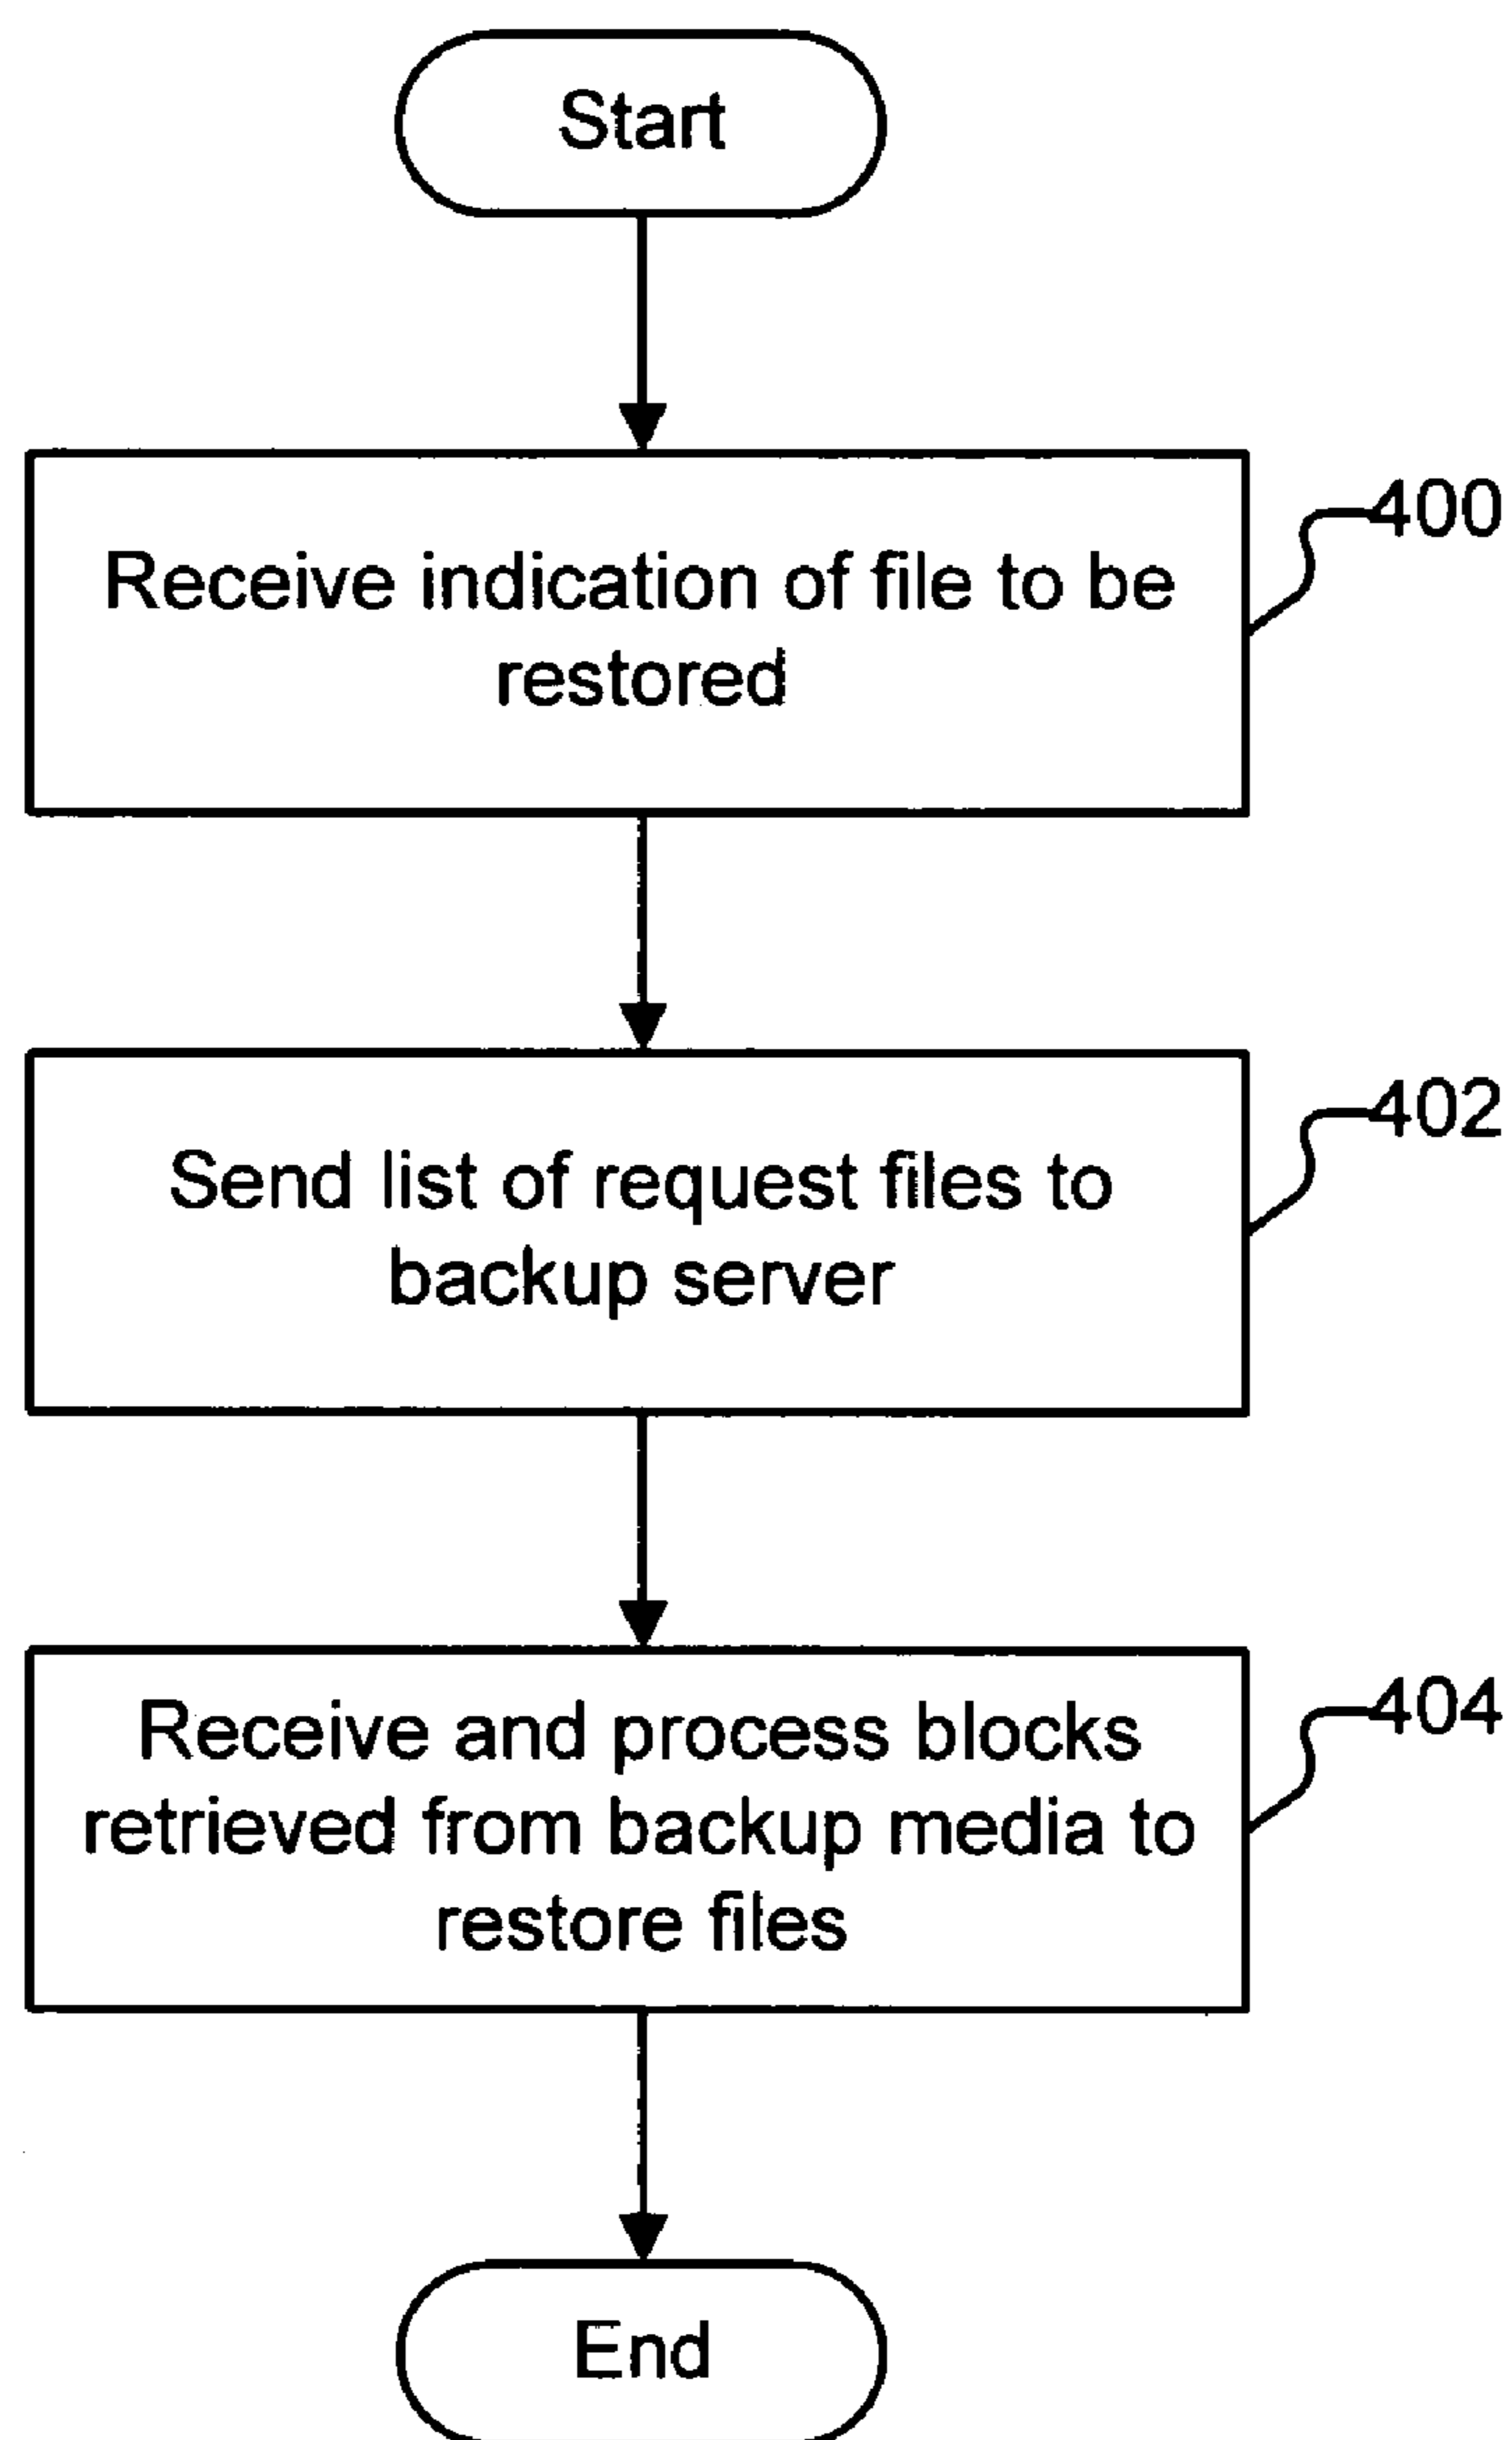 Start
Receive indication of file to be
restored
400
Send list of request files to
backup server
402
Receive and process blocks
retrieved from backup media to
restore files
404
End